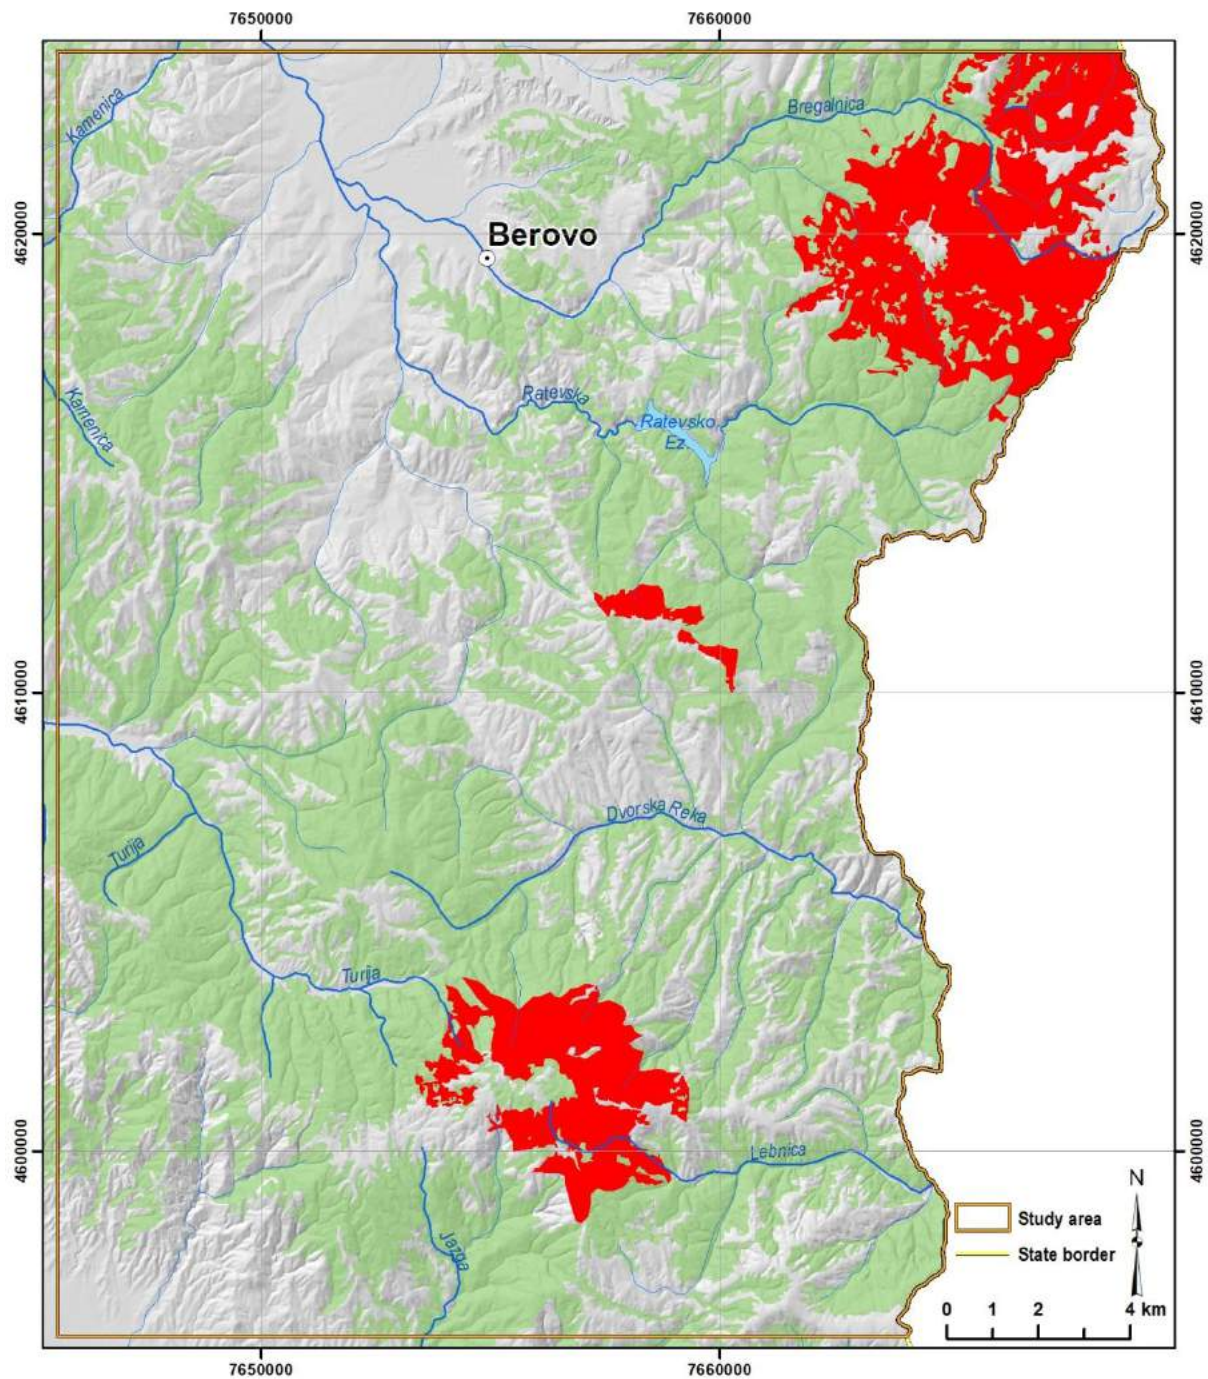 7650000
7660000
Kamenica
Bregalnica
4620000
4620000
Berovo
Kamenica
Ratevska
Ratevsko
Ez.
4610000
4610000
Dvorska Reka
Turija
Turija
4600000
4600000
Lebnica
Jazga
N
Study area
State border
0 1 2 4 km
7650000
7660000